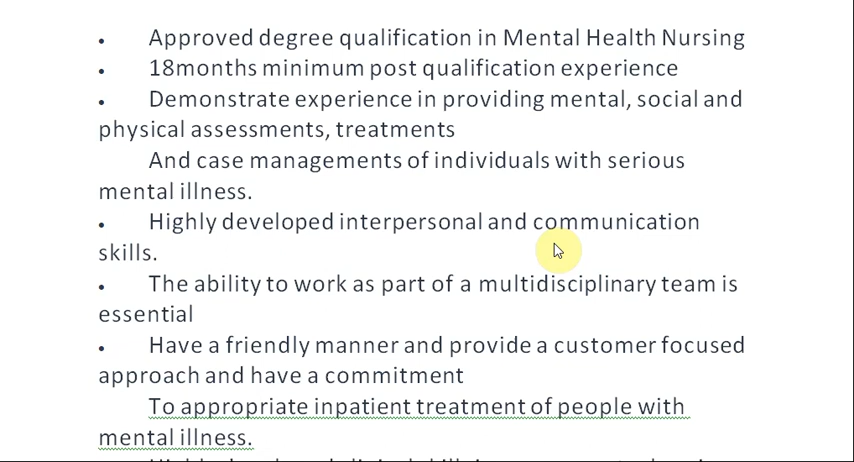 • Approved degree qualification in Mental Health Nursing
• 18months minimum post qualification experience
• Demonstrate experience in providing mental, social and
physical assessments, treatments
And case managements of individuals with serious
mental illness.
• Highly developed interpersonal and communication
skills.
• The ability to work as part of a multidisciplinary team is
essential
• Have a friendly manner and provide a customer focused
approach and have a commitment
To appropriate inpatient treatment of people with
mental illness.